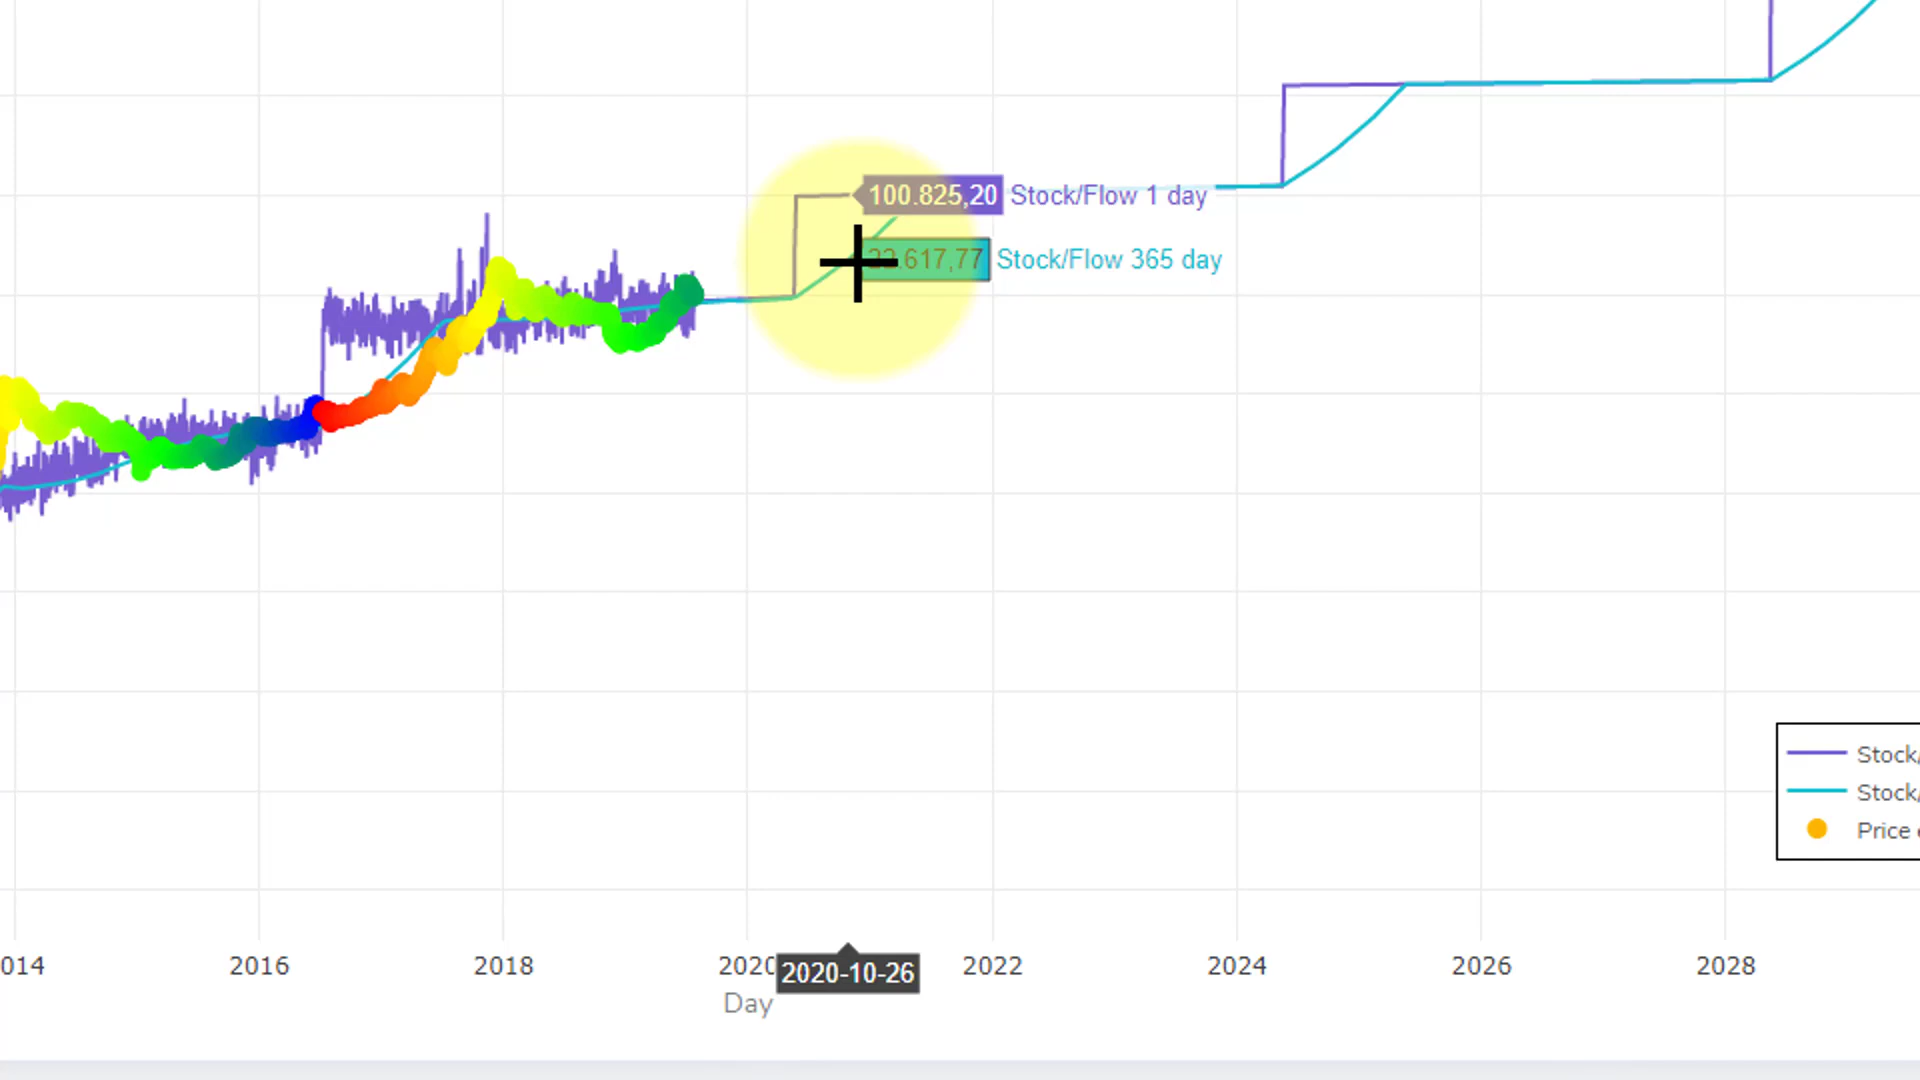 100.825,20 Stock/Flow 1 day
.617,77 Stock/Flow 365 day
Stock/
Stock/
Price
014 2016 2018 2020 2022 2024 2026 2028
2020-10-26
Day